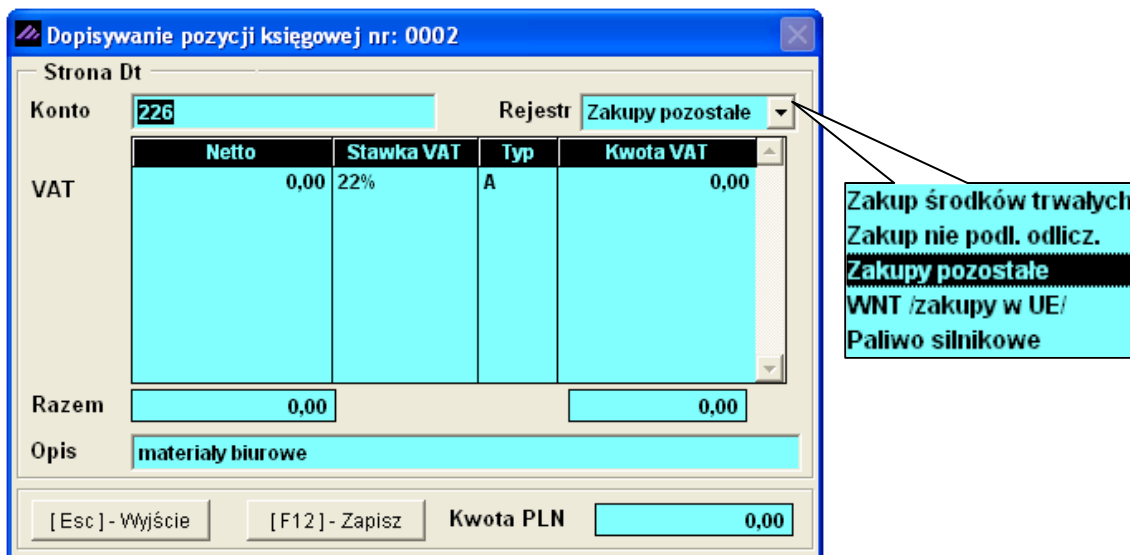 Dopisywanie pozycji księgowej nr: 0002
Strona Dt
Konto 226 Rejestr Zakupy pozostałe
Netto Stawka VAT Typ Kwota VAT
VAT 0,00 22% A 0,00
Zakup środków trwałych
Zakup nie podl. odlicz.
Zakupy pozostałe
WNT /zakupy w UE/
Paliwo silnikowe
Razem 0,00 0,00
Opis materiały biurowe
[Esc] - Wyjście [F12] - Zapisz Kwota PLN 0,00